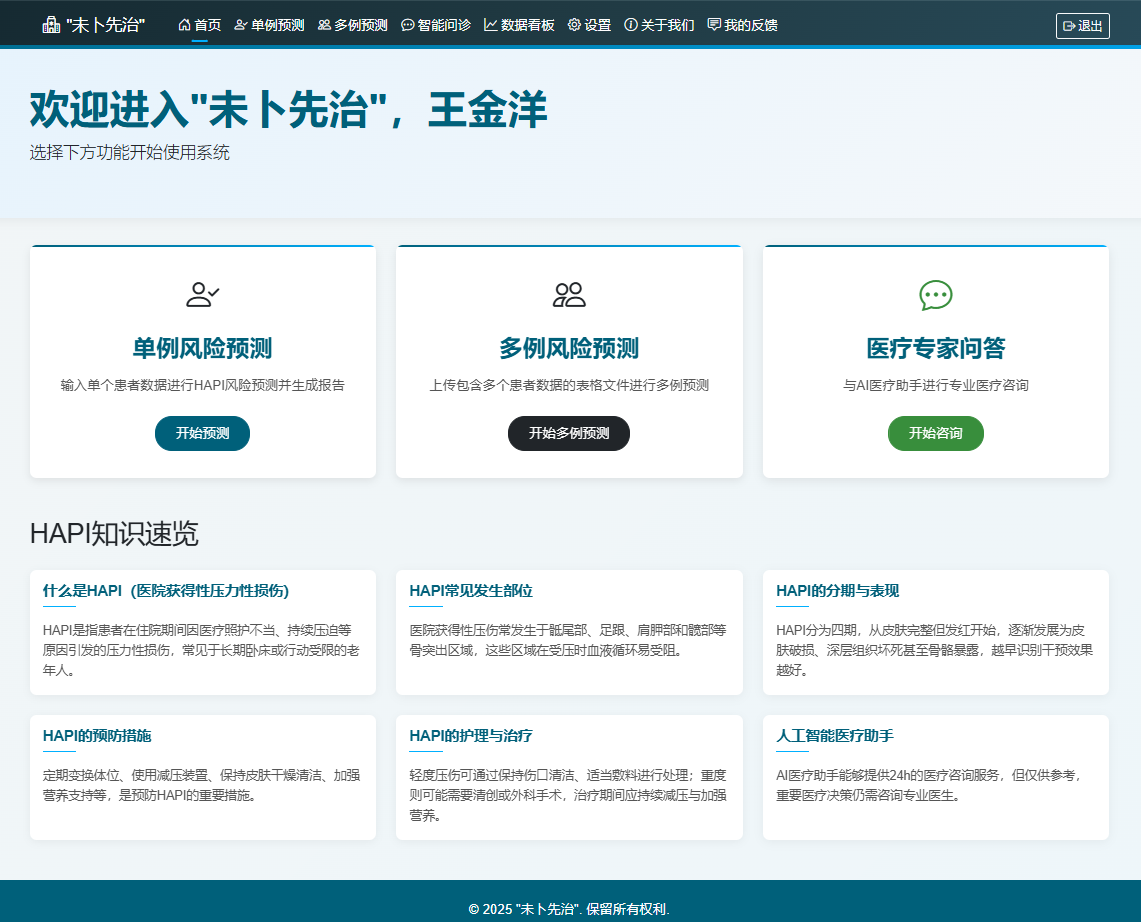 "未卜先治" 首页 单例预测 多例预测 智能问诊 数据看板 设置 关于我们 我的反馈 退出
欢迎进入"未卜先治"，王金洋
选择下方功能开始使用系统
单例风险预测
输入单个患者数据进行HAPI风险预测并生成报告
开始预测
多例风险预测
上传包含多个患者数据的表格文件进行多例预测
开始多例预测
医疗专家问答
与AI医疗助手进行专业医疗咨询
开始咨询
HAPI知识速览
什么是HAPI（医院获得性压力性损伤)
HAPI是指患者在住院期间因医疗照护不当、持续压迫等
原因引发的压力性损伤，常见于长期卧床或行动受限的老
年人。
HAPI常见发生部位
医院获得性压伤常发生于骶尾部、足跟、肩胛部和髋部等
骨突出区域，这些区域在受压时血液循环易受阻。
HAPI的分期与表现
HAPI分为四期，从皮肤完整但发红开始，逐渐发展为皮
肤破损、深层组织坏死甚至骨骼暴露，越早识别干预效果
越好。
HAPI的预防措施
定期变换体位、使用减压装置、保持皮肤干燥清洁、加强
营养支持等，是预防HAPI的重要措施。
HAPI的护理与治疗
轻度压伤可通过保持伤口清洁、适当敷料进行处理；重度
则可能需要清创或外科手术，治疗期间应持续减压与加强
营养。
人工智能医疗助手
AI医疗助手能够提供24h的医疗咨询服务，但仅供参考，
重要医疗决策仍需咨询专业医生。
© 2025 "未卜先治". 保留所有权利.